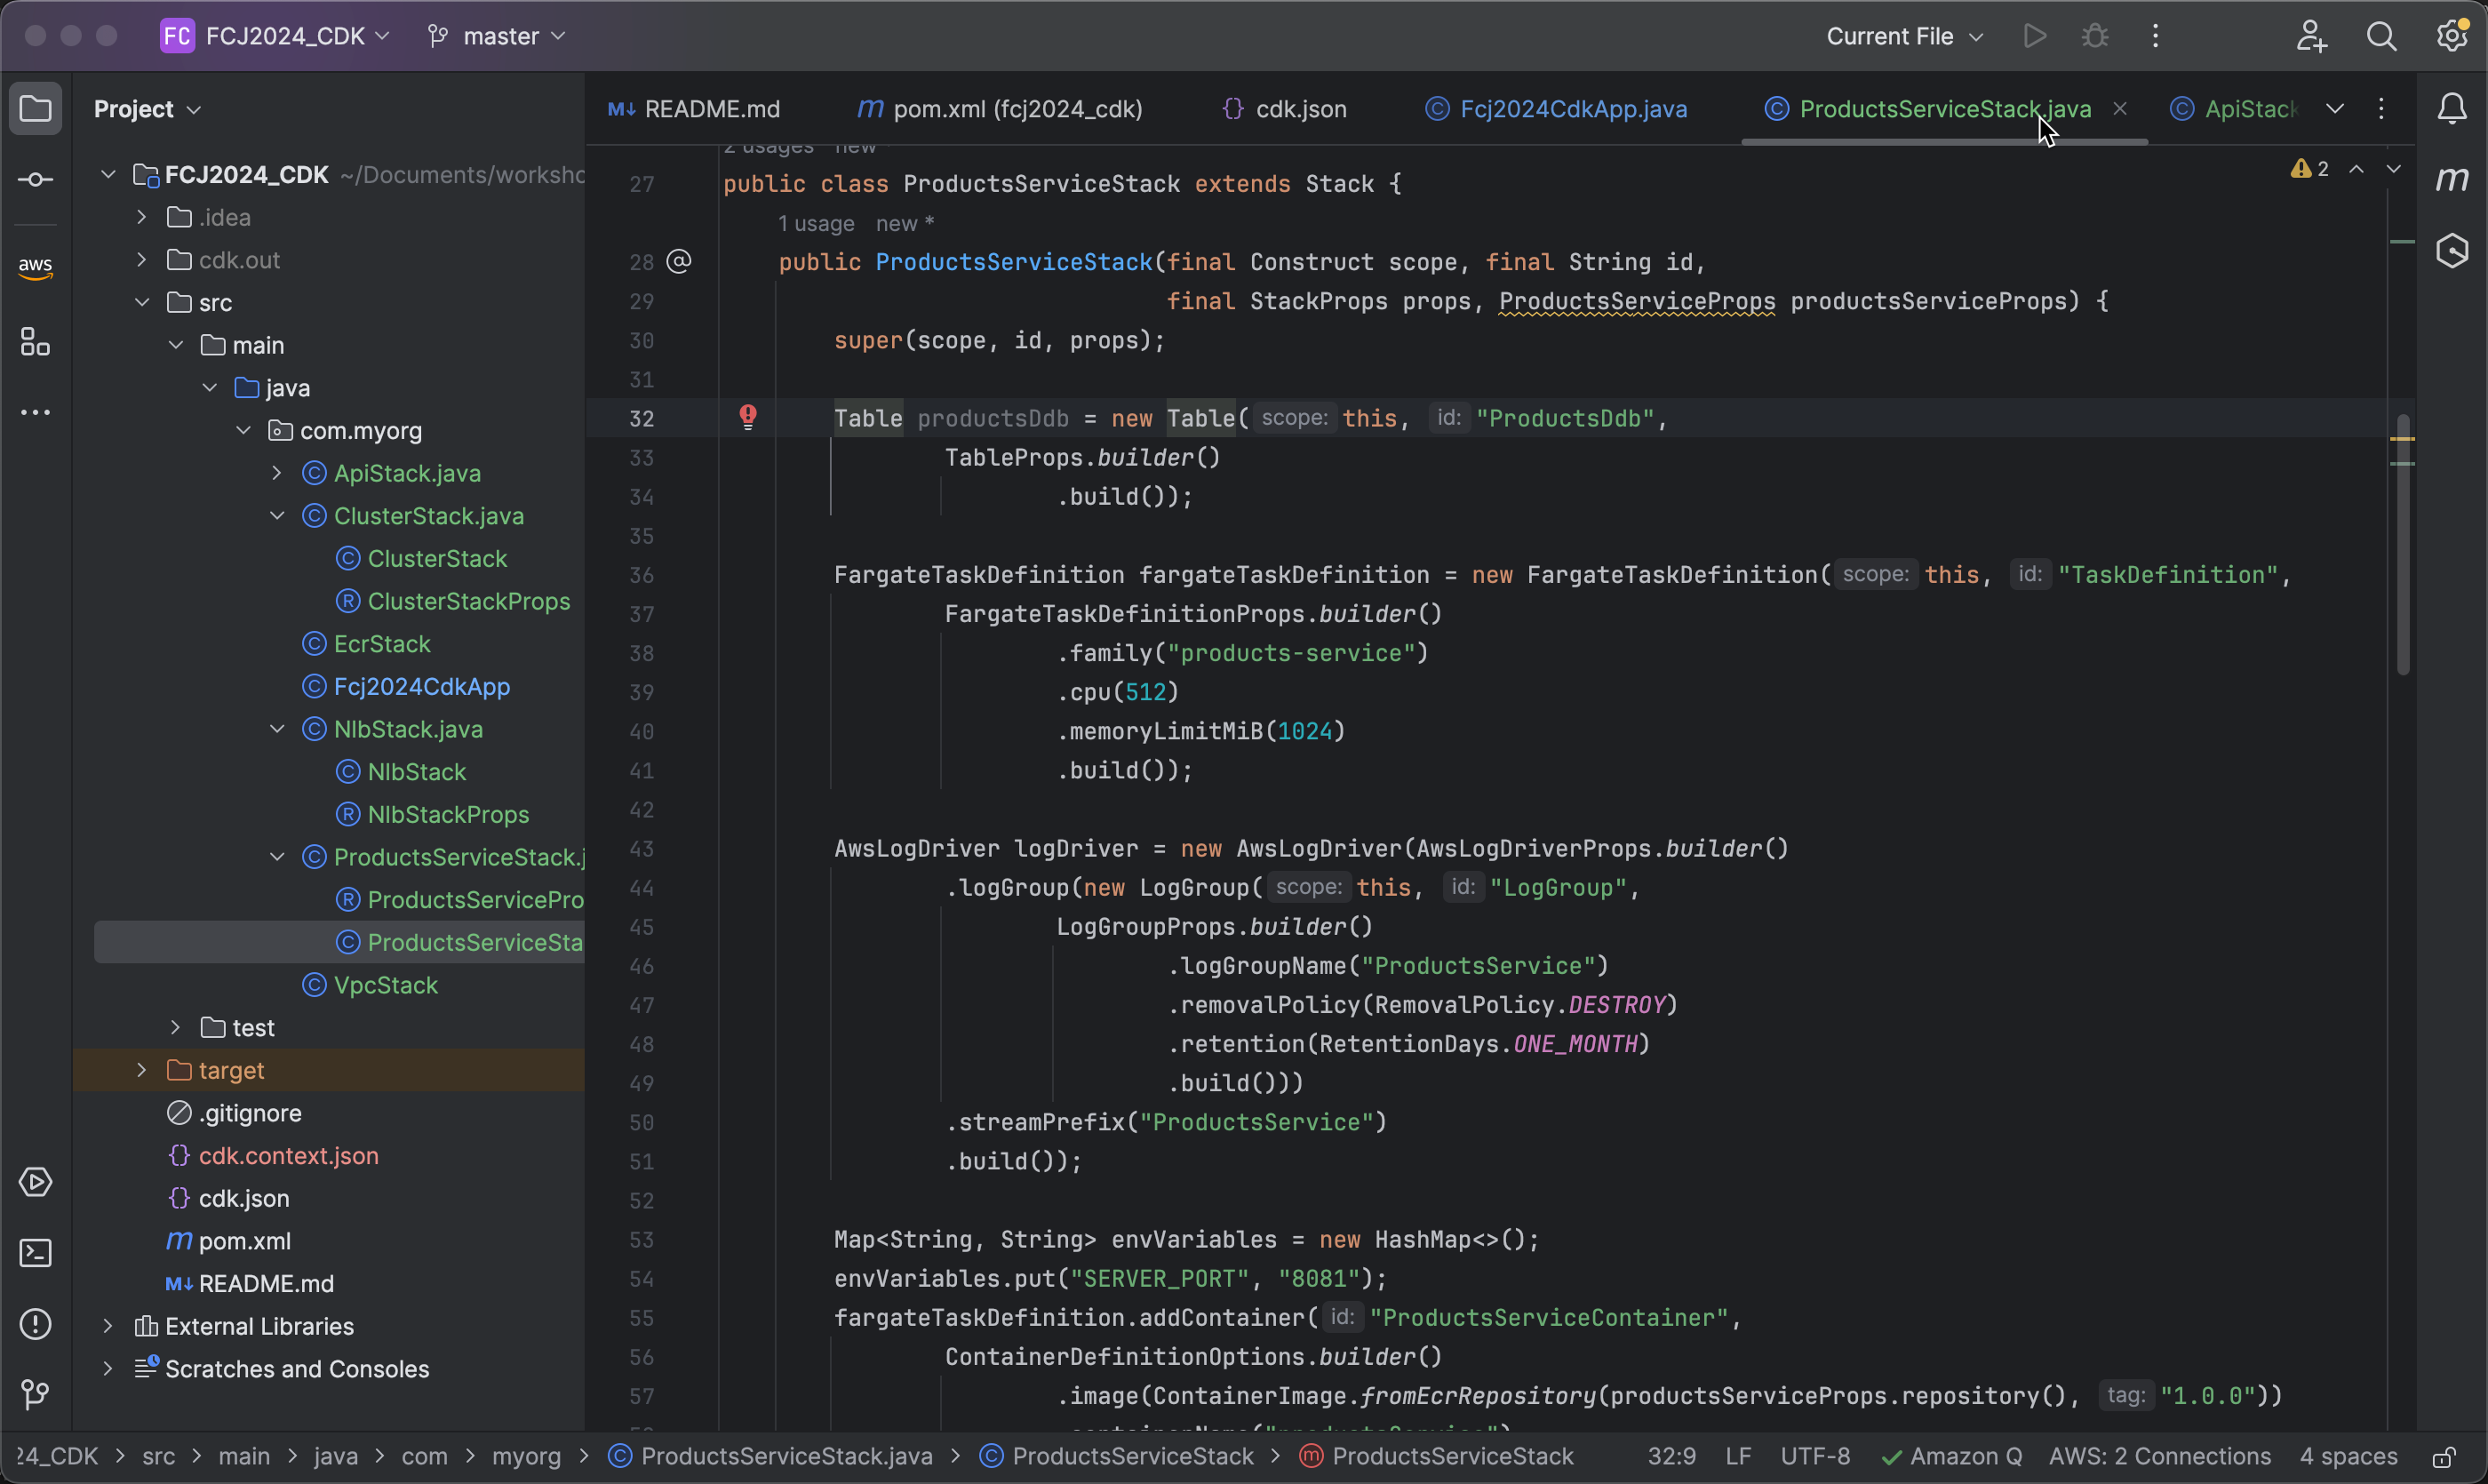 FC FCJ2024_CDK master Current File
Project
README.md pom.xml (fcj2024_cdk) cdk.json Fcj2024CdkApp.java ProductsServiceStack.java ApiStack
FCJ2024_CDK ~/Documents/worksho
.idea
cdk.out
src
main
java
com.myorg
ApiStack.java
ClusterStack.java
ClusterStack
ClusterStackProps
EcrStack
Fcj2024CdkApp
NlbStack.java
NlbStack
NlbStackProps
ProductsServiceStack.j
ProductsServicePro
ProductsServiceSta
VpcStack
test
target
.gitignore
cdk.context.json
cdk.json
pom.xml
M↓ README.md
External Libraries
Scratches and Consoles
aws
2 usages new
27 public class ProductsServiceStack extends Stack {
2
1 usage new *
28 @ public ProductsServiceStack(final Construct scope, final String id,
29 final StackProps props, ProductsServiceProps productsServiceProps) {
30 super(scope, id, props);
31
32 Table productsDdb = new Table( scope: this, id: "ProductsDdb",
33 TableProps.builder()
34 .build());
35
36 FargateTaskDefinition fargateTaskDefinition = new FargateTaskDefinition( scope: this, id: "TaskDefinition",
37 FargateTaskDefinitionProps.builder()
38 .family("products-service")
39 .cpu(512)
40 .memoryLimitMiB(1024)
41 .build());
42
43 AwsLogDriver logDriver = new AwsLogDriver(AwsLogDriverProps.builder()
44 .logGroup(new LogGroup( scope: this, id: "LogGroup",
45 LogGroupProps.builder()
46 .logGroupName("ProductsService")
47 .removalPolicy(RemovalPolicy.DESTROY)
48 .retention(RetentionDays.ONE_MONTH)
49 .build()))
50 .streamPrefix("ProductsService")
51 .build());
52
53 Map<String, String> envVariables = new HashMap<>();
54 envVariables.put("SERVER_PORT", "8081");
55 fargateTaskDefinition.addContainer( id: "ProductsServiceContainer",
56 ContainerDefinitionOptions.builder()
57 .image(ContainerImage.fromEcrRepository(productsServiceProps.repository(), tag: "1.0.0"))
24_CDK > src > main > java > com > myorg > ProductsServiceStack.java > ProductsServiceStack > ProductsServiceStack 32:9 LF UTF-8 Amazon Q AWS: 2 Connections 4 spaces